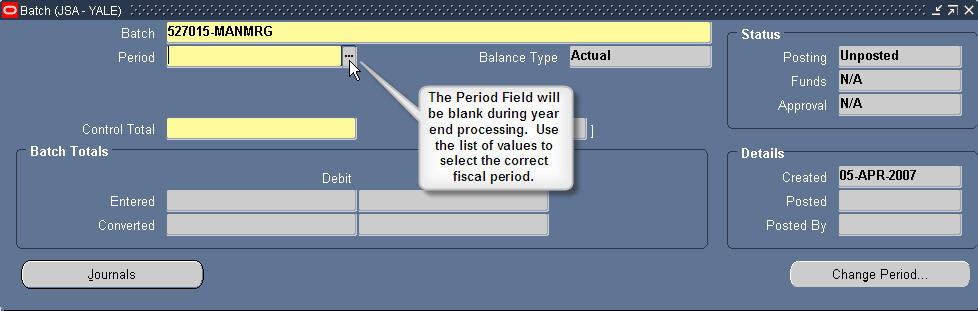 Batch (JSA - YALE)
Batch 527015-MANMRG
Period ... Balance Type Actual
The Period Field will
be blank during year
end processing. Use
the list of values to
select the correct
fiscal period.
Control Total ]
Batch Totals
Debit
Entered
Converted
Journals
Status
Posting Unposted
Funds N/A
Approval N/A
Details
Created 05-APR-2007
Posted
Posted By
Change Period...